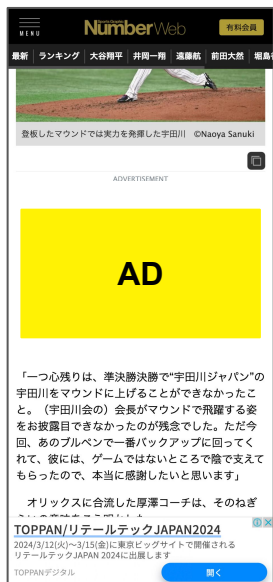 MENU
Sports Graphic
NumberWeb
有料会員
最新 ランキング 大谷翔平 井岡一翔 遠藤航 前田大然 堀島
登板したマウンドでは実力を発揮した宇田川 ©Naoya Sanuki
ADVERTISEMENT
AD
「一つ心残りは、準決勝決勝で“宇田川ジャパン”の
宇田川をマウンドに上げることができなかったこ
と。（宇田川会の）会長がマウンドで飛躍する姿
をお披露目できなかったのが残念でした。ただ今
回、あのブルペンで一番バックアップに回ってく
れて、彼には、ゲームではないところで陰で支えて
もらったので、本当に感謝したいと思います」
オリックスに合流した厚澤コーチは、そのねぎ
TOPPAN/リテールテックJAPAN2024
2024/3/12(火)〜3/15(金)に東京ビッグサイトで開催される
リテールテックJAPAN 2024に出展します
TOPPANデジタル
開く